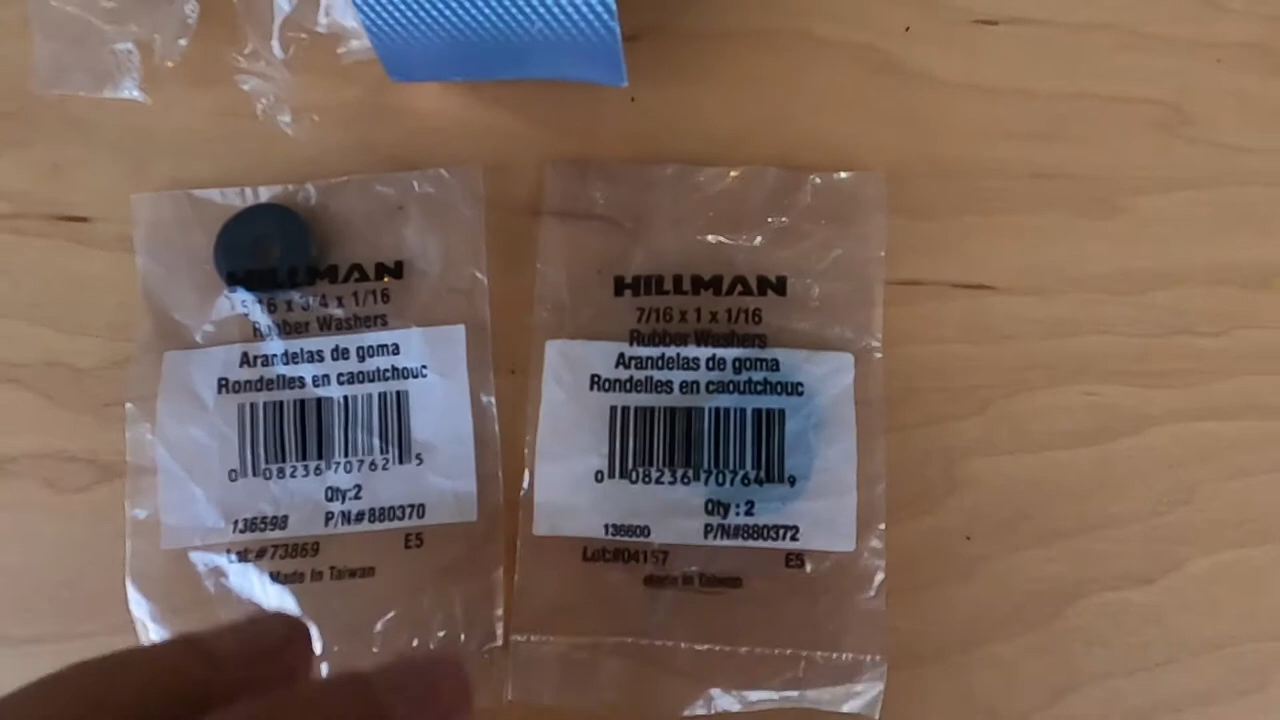 HILLMAN
5/16 x 3/4 x 1/16
Rubber Washers
Arandelas de goma
Rondelles en caoutchouc
0 08236 70762 5
Qty:2
136598 P/N#880370
Lot:#73869 E5
Made In Taiwan
HILLMAN
7/16 x 1 x 1/16
Rubber Washers
Arandelas de goma
Rondelles en caoutchouc
0 08236 70764 9
Qty : 2
136600 P/N#880372
Lot:#04157 E5
Made In Taiwan